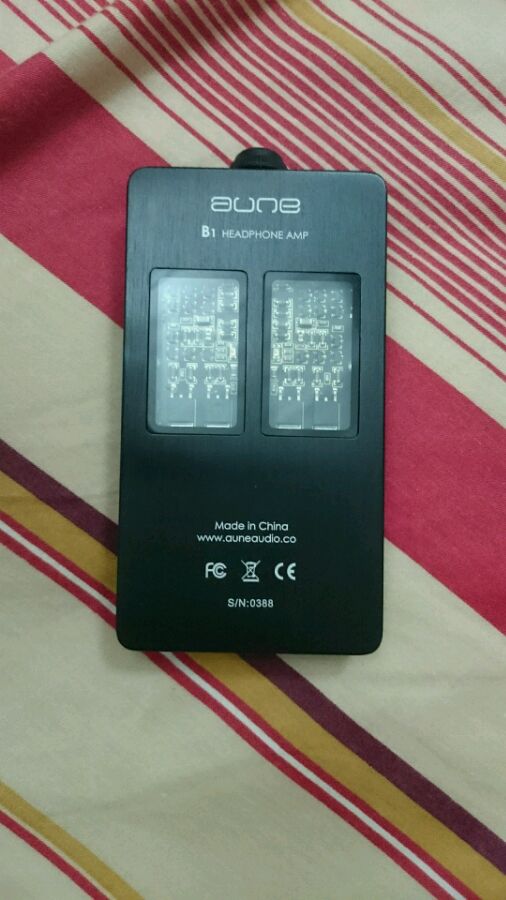 aune
B1 HEADPHONE AMP
Made in China
www.auneaudio.co
FC CE
S/N:0388